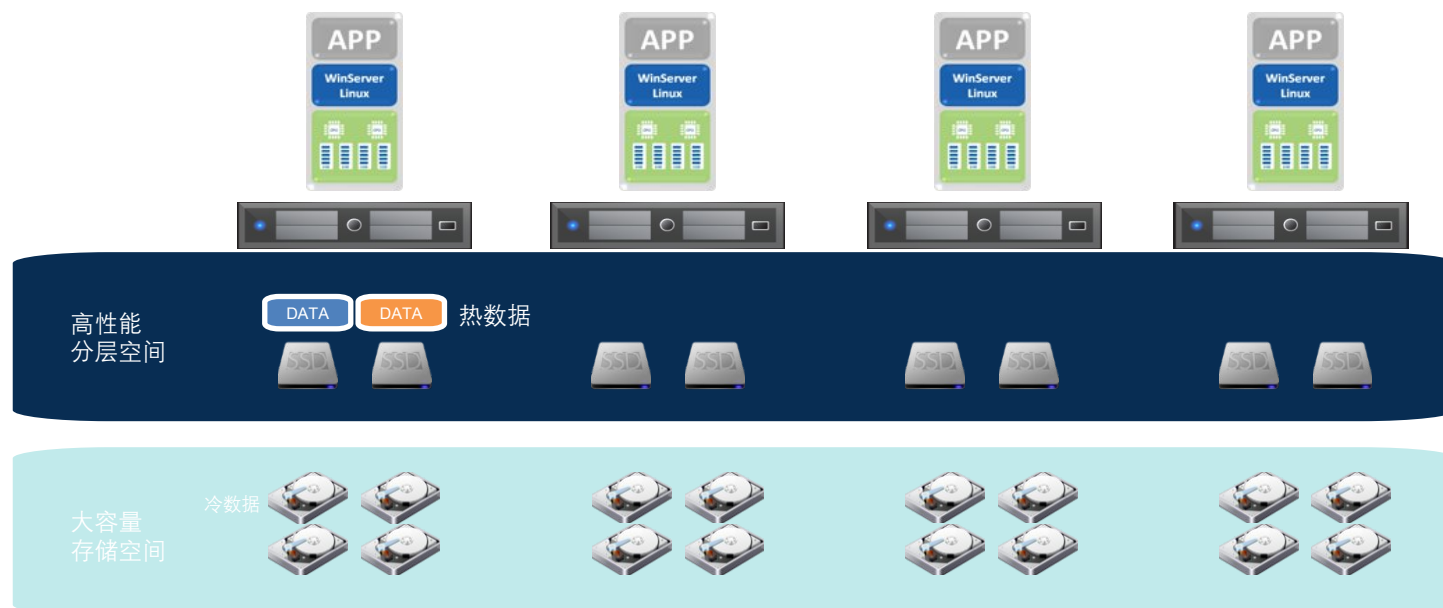 APP
WinServer
Linux
APP
WinServer
Linux
APP
WinServer
Linux
APP
WinServer
Linux
高性能
分层空间
DATA
DATA
热数据
SSD
SSD
SSD
SSD
SSD
SSD
SSD
SSD
冷数据
大容量
存储空间